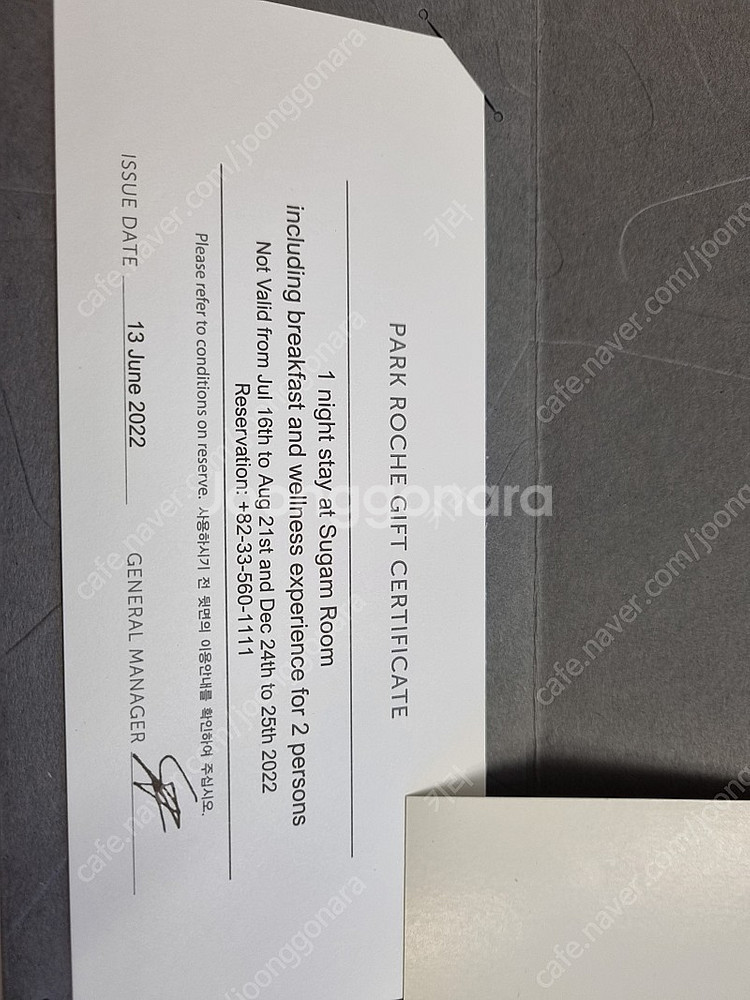 PARK ROCHE GIFT CERTIFICATE
1 night stay at Sugam Room
including breakfast and wellness experience for 2 persons
Not Valid from Jul 16th to Aug 21st and Dec 24th to 25th 2022
Reservation: +82-33-560-1111
Please refer to conditions on reserve. 사용하시기 전 뒷면의 이용안내를 확인하여 주십시오.
ISSUE DATE 13 June 2022 GENERAL MANAGER
Joonggonara
cafe.naver.com/joonggonara
키라